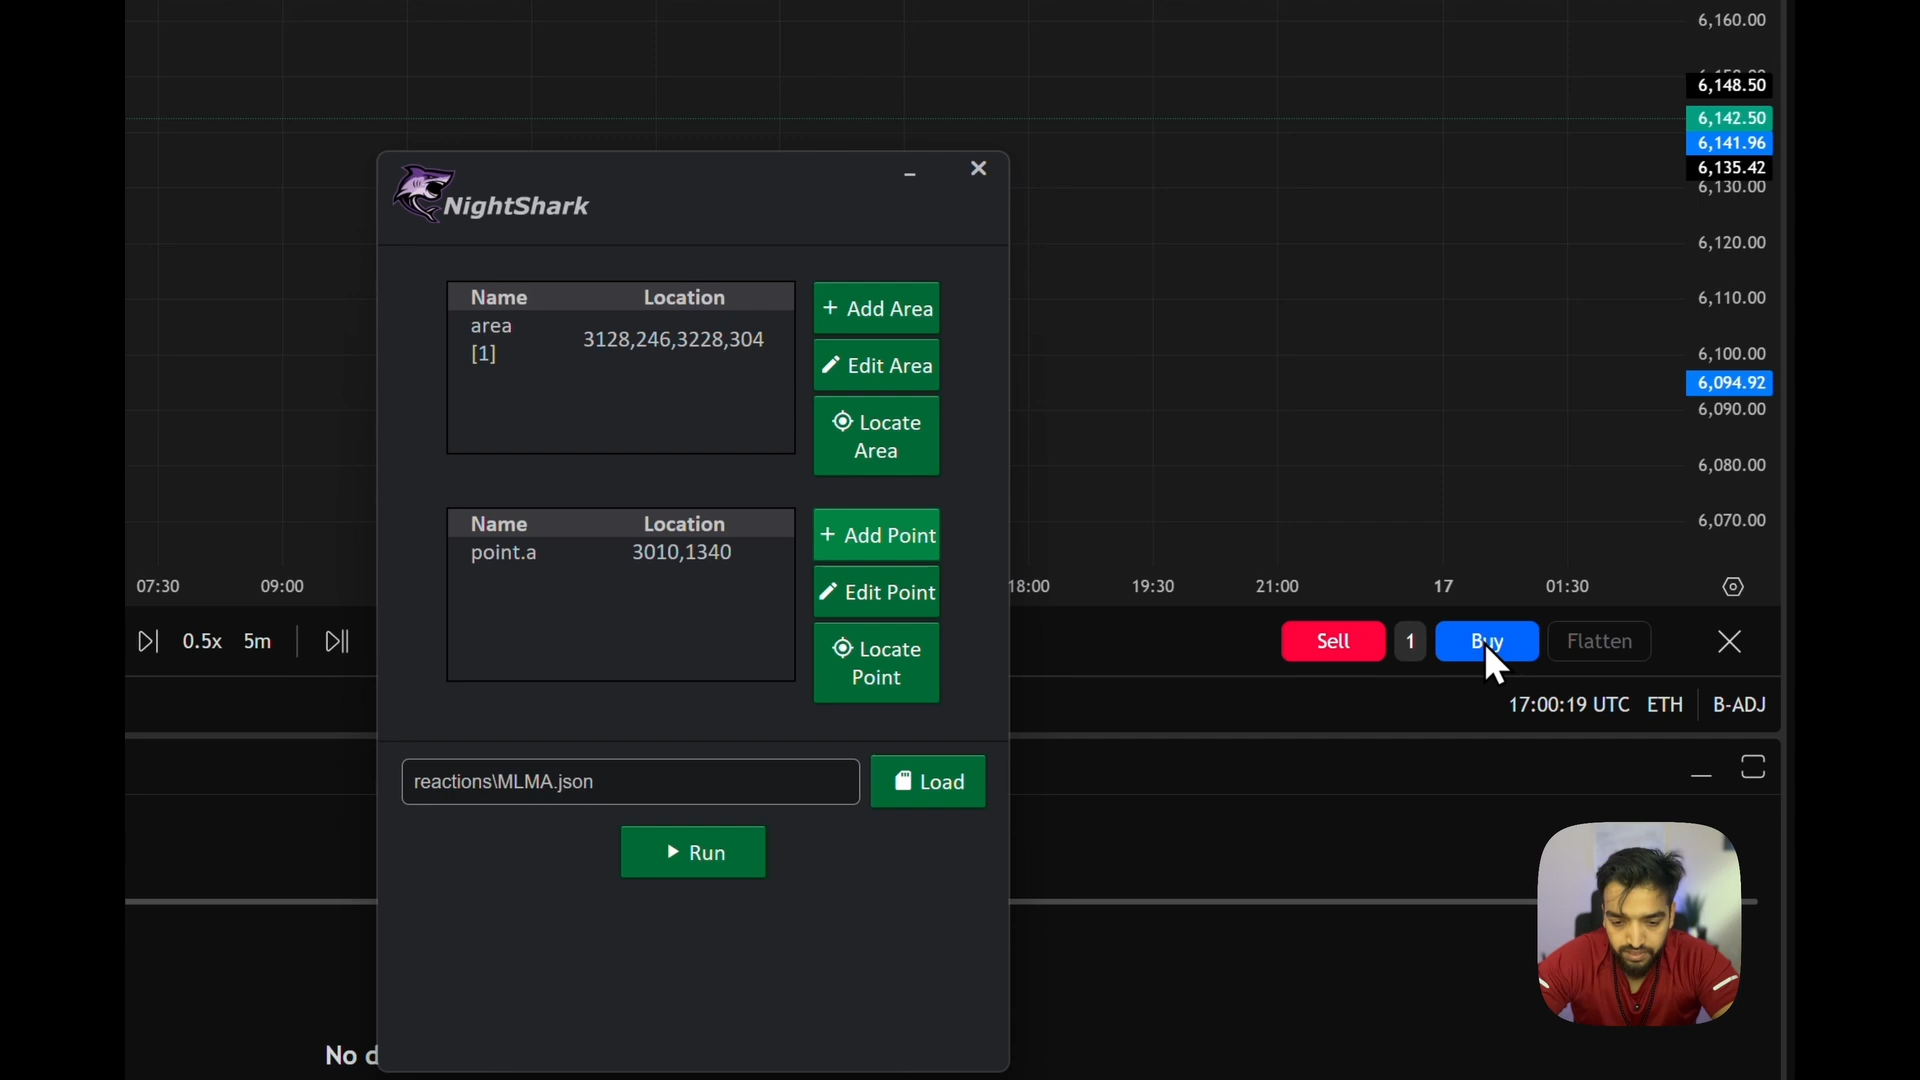 6,160.00
6,148.50
6,142.50
6,141.96
6,135.42
6,130.00
6,120.00
6,110.00
6,100.00
6,094.92
6,090.00
6,080.00
6,070.00
NightShark
Name Location
area
[1]
3128,246,3228,304
+ Add Area
Edit Area
Locate
Area
Name Location
point.a 3010,1340
+ Add Point
Edit Point
Locate
Point
07:30 09:00 18:00 19:30 21:00 17 01:30
0.5x 5m
Sell 1 Buy Flatten
17:00:19 UTC ETH B-ADJ
reactions\MLMA.json
Load
Run
No d